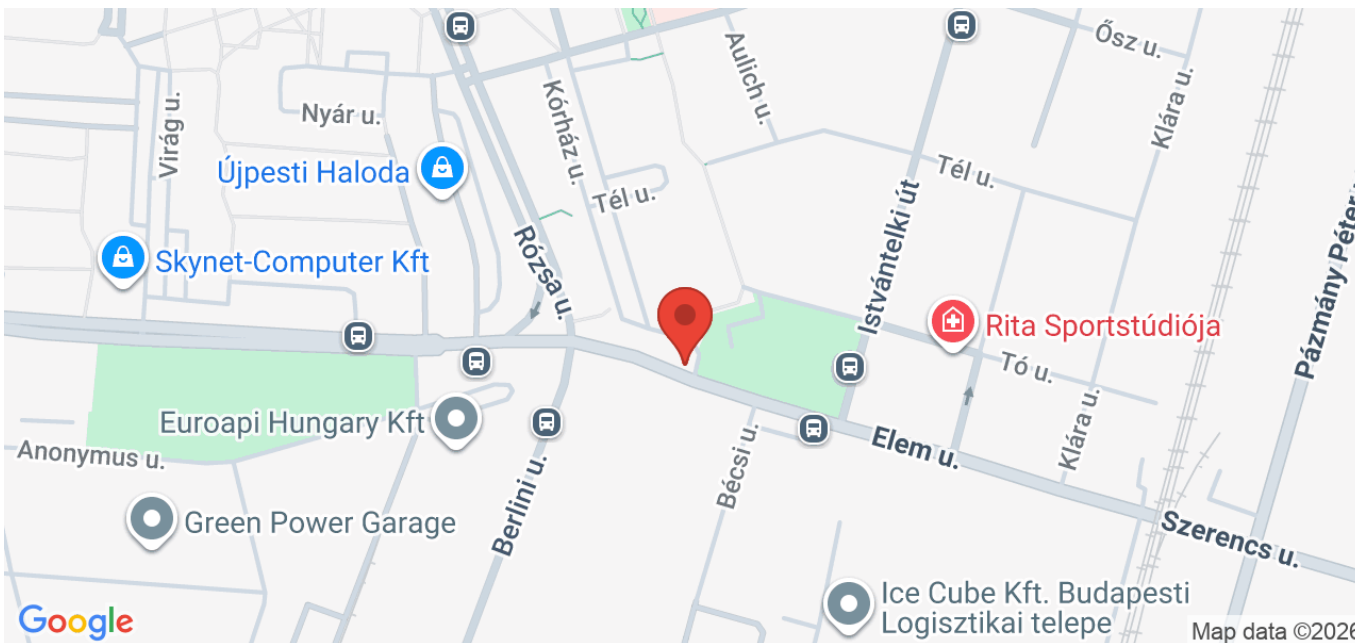 Ősz u.
Aulich u.
Nyár u.
Kórház u.
Klára u.
Virág u.
Újpesti Haloda
Tél u.
Tél u.
Istvántelki út
Rózsa u.
Skynet-Computer Kft
Pázmány Péter
Rita Sportstúdiója
Tó u.
Euroapi Hungary Kft
Anonymus u.
Elem u.
Klára u.
Bécsi u.
Berlini u.
Green Power Garage
Szerencs u.
Ice Cube Kft. Budapesti
Logisztikai telepe
Google
Map data ©2026